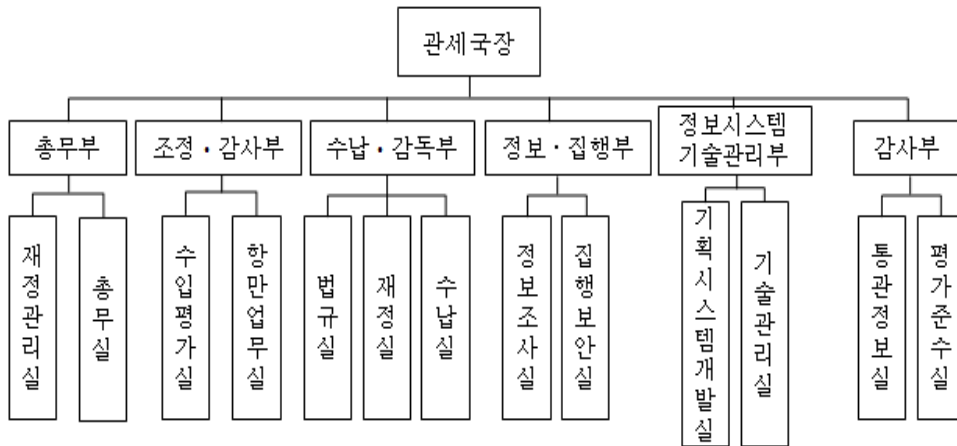 관세국장
총무부
조정·감사부
수납·감독부
정보·집행부
정보시스템
기술관리부
감사부
재정관리실
총무실
수입평가실
항만업무실
법규실
재정실
수납실
정보조사실
집행보안실
기획시스템개발실
기술관리실
통관정보실
평가준수실